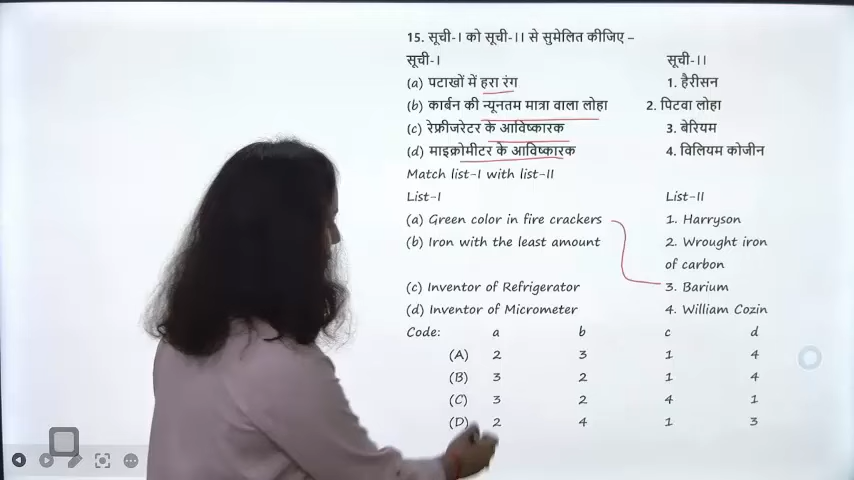 15. सूची-I को सूची-II से सुमेलित कीजिए –
सूची-I सूची-II
(a) पटाखों में हरा रंग 1. हैरीसन
(b) कार्बन की न्यूनतम मात्रा वाला लोहा 2. पिटवा लोहा
(c) रेफ्रीजरेटर के आविष्कारक 3. बेरियम
(d) माइक्रोमीटर के आविष्कारक 4. विलियम कोजीन
Match list-I with list-II
List-I List-II
(a) Green color in fire crackers 1. Harryson
(b) Iron with the least amount 2. Wrought iron
of carbon
(c) Inventor of Refrigerator 3. Barium
(d) Inventor of Micrometer 4. William Cozin
Code: a b c d
(A) 2 3 1 4
(B) 3 2 1 4
(C) 3 2 4 1
(D) 2 4 1 3